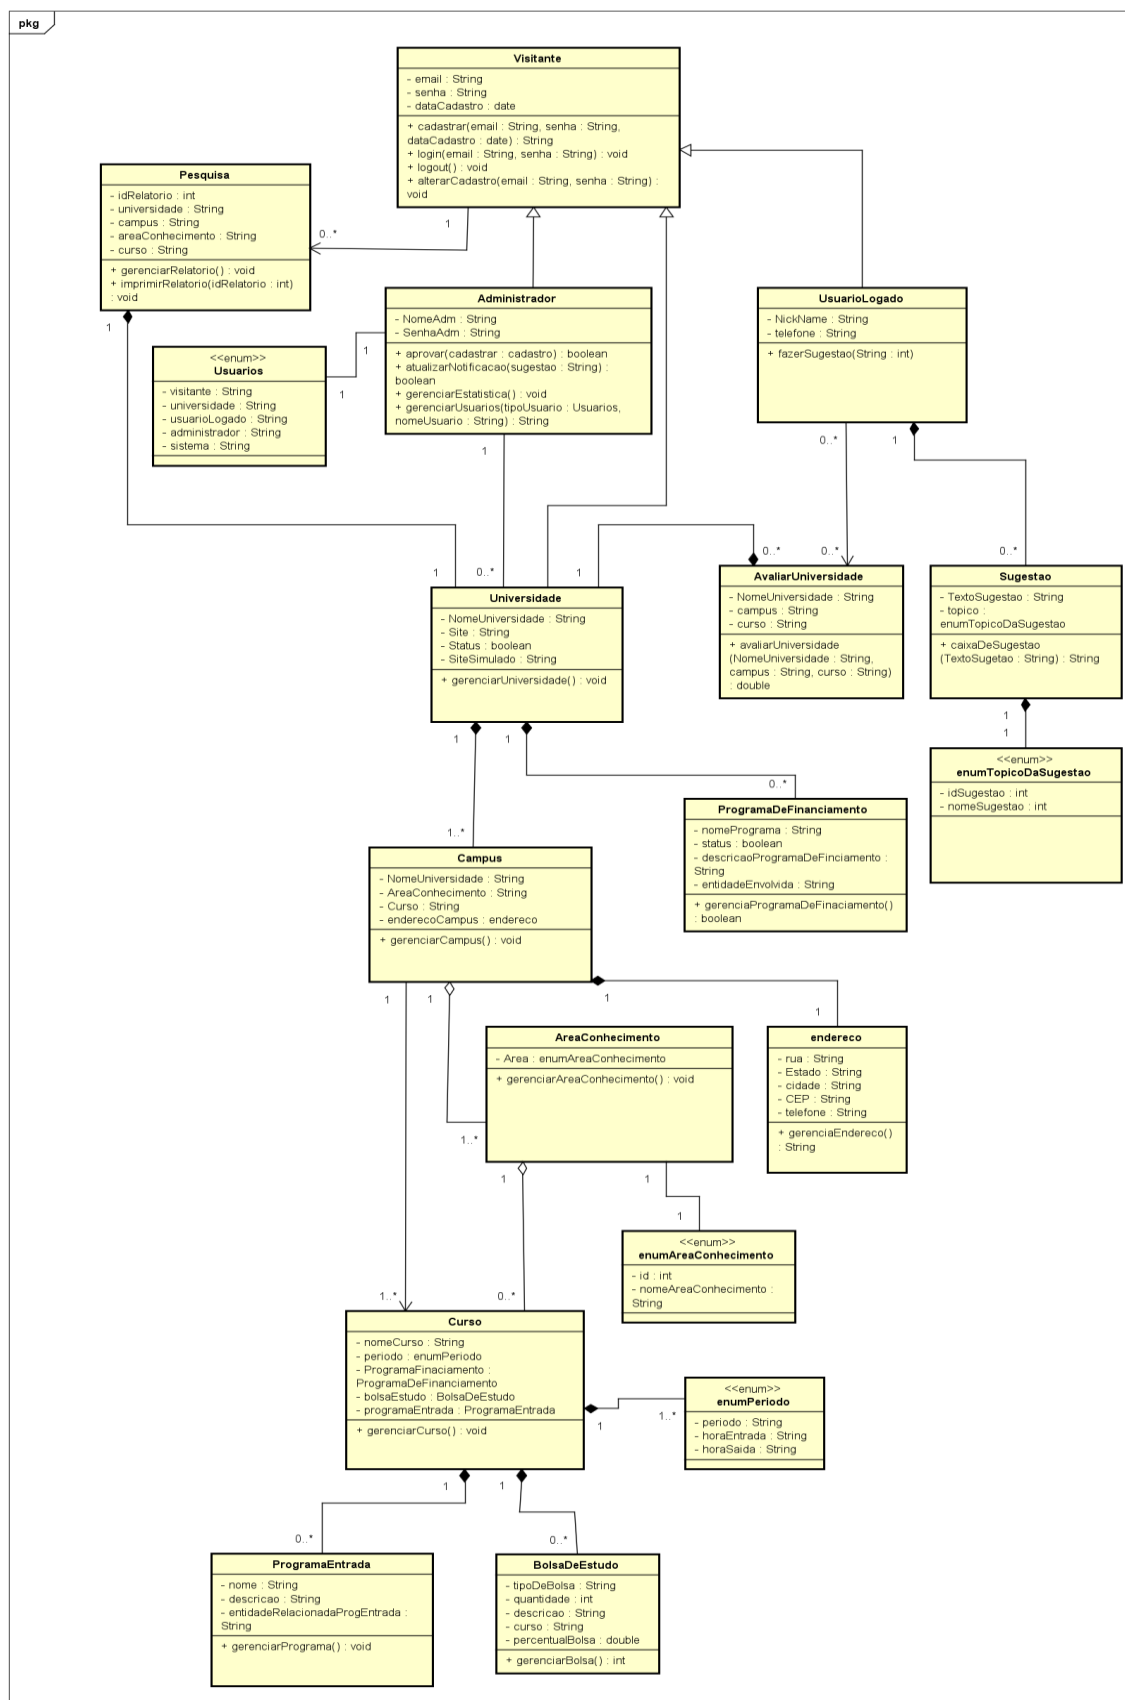 pkg
Visitante
- email : String
- senha : String
- dataCadastro : date
+ cadastrar(email : String, senha : String,
dataCadastro : date) : String
+ login(email : String, senha : String) : void
+ logout() : void
+ alterarCadastro(email : String, senha : String) :
void
Pesquisa
- idRelatorio : int
- universidade : String
- campus : String
- areaConhecimento : String
- curso : String
+ gerenciarRelatorio() : void
+ imprimirRelatorio(idRelatorio : int)
: void
1
0..*
1
Administrador
- NomeAdm : String
- SenhaAdm : String
+ aprovar(cadastrar : cadastro) : boolean
+ atualizarNotificacao(sugestao : String) :
boolean
+ gerenciarEstatistica() : void
+ gerenciarUsuarios(tipoUsuario : Usuarios,
nomeUsuario : String) : String
UsuarioLogado
- NickName : String
- telefone : String
+ fazerSugestao(String : int)
<<enum>>
Usuarios
- visitante : String
- universidade : String
- usuarioLogado : String
- administrador : String
- sistema : String
1
1
1
0..*
1
1
0..*
1
0..*
0..*
0..*
Universidade
- NomeUniversidade : String
- Site : String
- Status : boolean
- SiteSimulado : String
+ gerenciarUniversidade() : void
AvaliarUniversidade
- NomeUniversidade : String
- campus : String
- curso : String
+ avaliarUniversidade
(NomeUniversidade : String,
campus : String, curso : String)
: double
Sugestao
- TextoSugestao : String
- topico :
enumTopicoDaSugestao
+ caixaDeSugestao
(TextoSugetao : String) : String
1
1
1
1
<<enum>>
enumTopicoDaSugestao
- idSugestao : int
- nomeSugestao : int
0..*
1..*
ProgramaDeFinanciamento
- nomePrograma : String
- status : boolean
- descricaoProgramaDeFinciamento :
String
- entidadeEnvolvida : String
+ gerenciaProgramaDeFinaciamento()
: boolean
Campus
- NomeUniversidade : String
- AreaConhecimento : String
- Curso : String
- enderecoCampus : endereco
+ gerenciarCampus() : void
1
1
1
1
AreaConhecimento
- Area : enumAreaConhecimento
+ gerenciarAreaConhecimento() : void
endereco
- rua : String
- Estado : String
- cidade : String
- CEP : String
- telefone : String
+ gerenciaEndereco()
: String
1..*
1
1
1
<<enum>>
enumAreaConhecimento
- id : int
- nomeAreaConhecimento :
String
1..*
0..*
Curso
- nomeCurso : String
- periodo : enumPeriodo
- ProgramaFinaciamento :
ProgramaDeFinanciamento
- bolsaEstudo : BolsaDeEstudo
- programaEntrada : ProgramaEntrada
+ gerenciarCurso() : void
<<enum>>
enumPeriodo
- periodo : String
- horaEntrada : String
- horaSaida : String
1
1..*
1
1
0..*
0..*
ProgramaEntrada
- nome : String
- descricao : String
- entidadeRelacionadaProgEntrada :
String
+ gerenciarPrograma() : void
BolsaDeEstudo
- tipoDeBolsa : String
- quantidade : int
- descricao : String
- curso : String
- percentualBolsa : double
+ gerenciarBolsa() : int